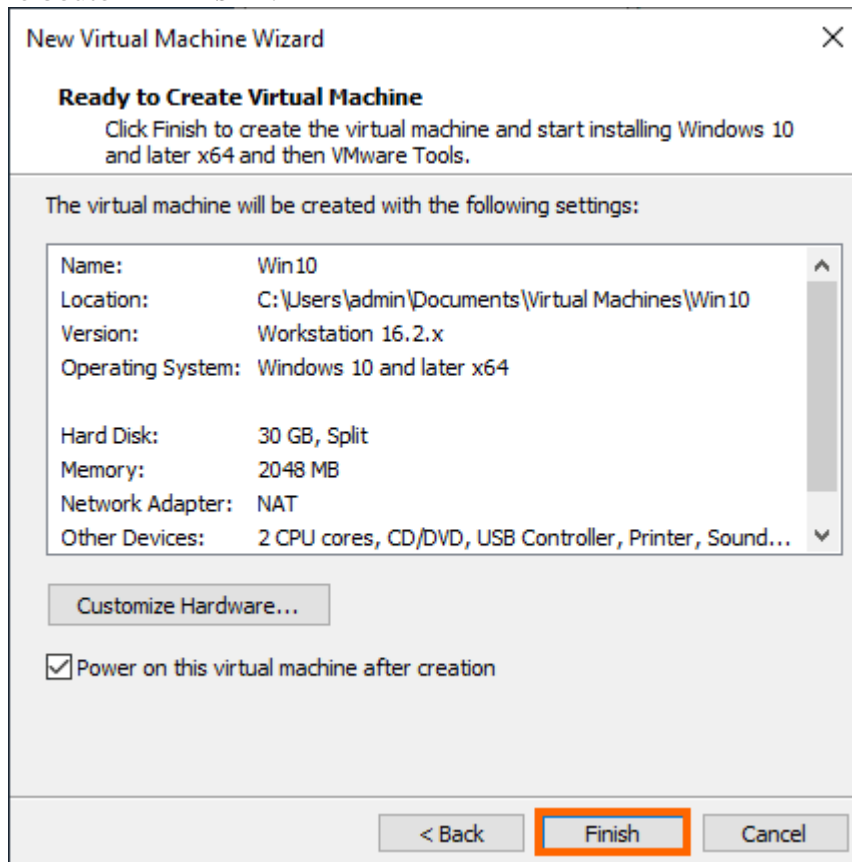 New Virtual Machine Wizard
Ready to Create Virtual Machine
Click Finish to create the virtual machine and start installing Windows 10
and later x64 and then VMware Tools.
The virtual machine will be created with the following settings:
Name: Win10
Location: C:\Users\admin\Documents\Virtual Machines\Win10
Version: Workstation 16.2.x
Operating System: Windows 10 and later x64
Hard Disk: 30 GB, Split
Memory: 2048 MB
Network Adapter: NAT
Other Devices: 2 CPU cores, CD/DVD, USB Controller, Printer, Sound...
Customize Hardware...
Power on this virtual machine after creation
< Back Finish Cancel